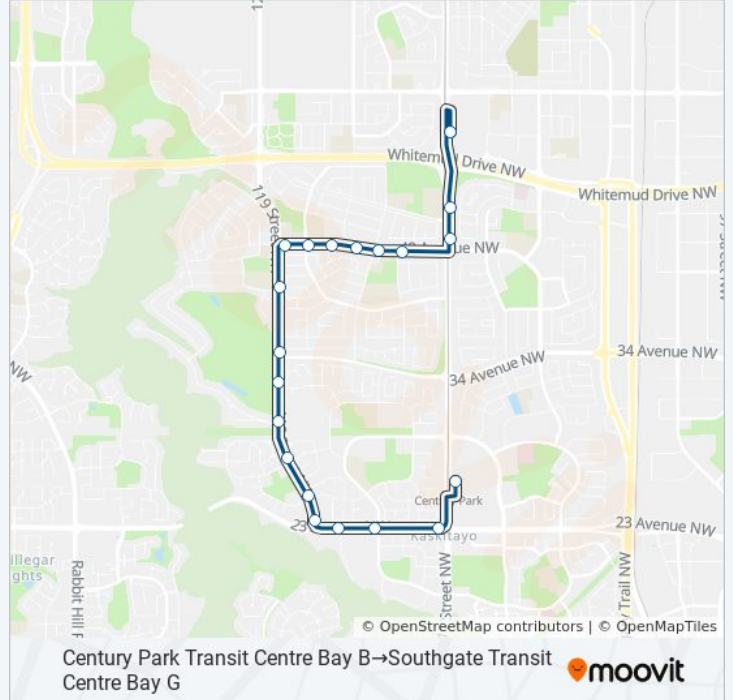 Whitemud Drive NW
Whitemud Drive NW
119 Street
Avenue NW
34 Avenue NW
34 Avenue NW
NW
Century Park
23
23 Avenue NW
Kaskitayo
Rabbit Hill
Street NW
Trail NW
© OpenStreetMap contributors | © OpenMapTiles
Century Park Transit Centre Bay B→Southgate Transit
Centre Bay G
moovit